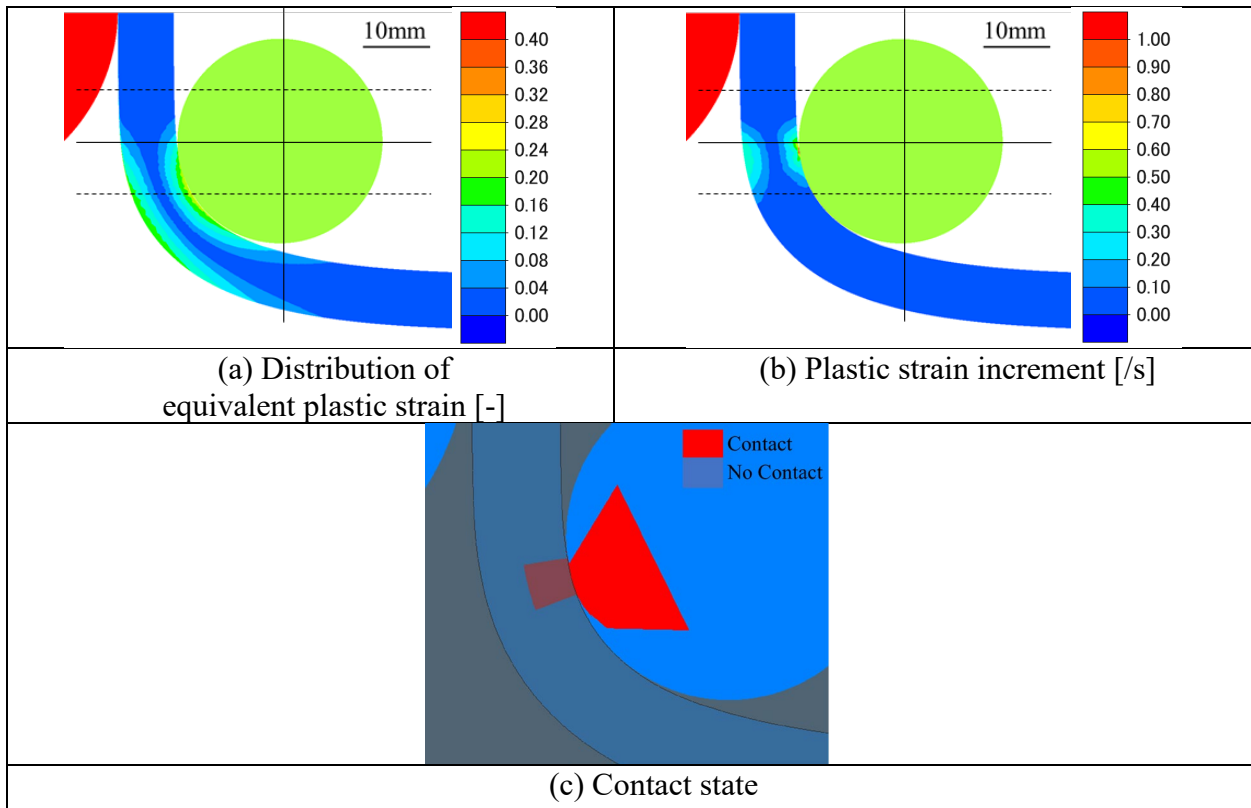 10mm
0.40
0.36
0.32
0.28
0.24
0.20
0.16
0.12
0.08
0.04
0.00
10mm
1.00
0.90
0.80
0.70
0.60
0.50
0.40
0.30
0.20
0.10
0.00
(a) Distribution of
equivalent plastic strain [-]
(b) Plastic strain increment [/s]
Contact
No Contact
(c) Contact state